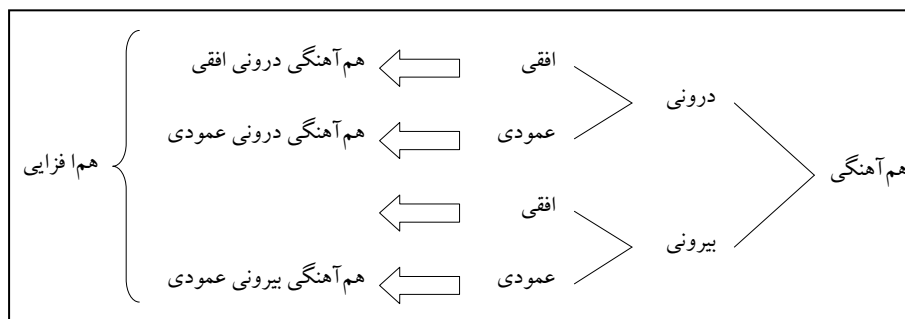 هم‌آهنگی
درونی
افقی
هم‌آهنگی درونی افقی
عمودی
هم‌آهنگی درونی عمودی
بیرونی
افقی
عمودی
هم‌آهنگی بیرونی عمودی
هم‌ا فزایی